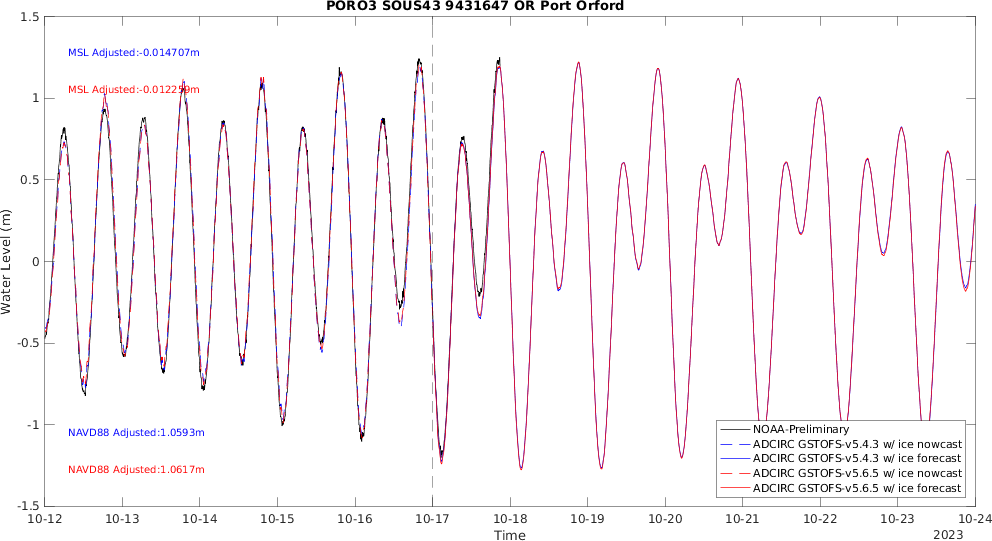 PORO3 SOUS43 9431647 OR Port Orford
MSL Adjusted:-0.014707m
MSL Adjusted:-0.012259m
NAVD88 Adjusted:1.0593m
NAVD88 Adjusted:1.0617m
Water Level (m)
1.5
1
0.5
0
-0.5
-1
-1.5
NOAA-Preliminary
ADCIRC GSTOFS-v5.4.3 w/ ice nowcast
ADCIRC GSTOFS-v5.4.3 w/ ice forecast
ADCIRC GSTOFS-v5.6.5 w/ ice nowcast
ADCIRC GSTOFS-v5.6.5 w/ ice forecast
10-12 10-13 10-14 10-15 10-16 10-17 10-18 10-19 10-20 10-21 10-22 10-23 10-24
Time
2023